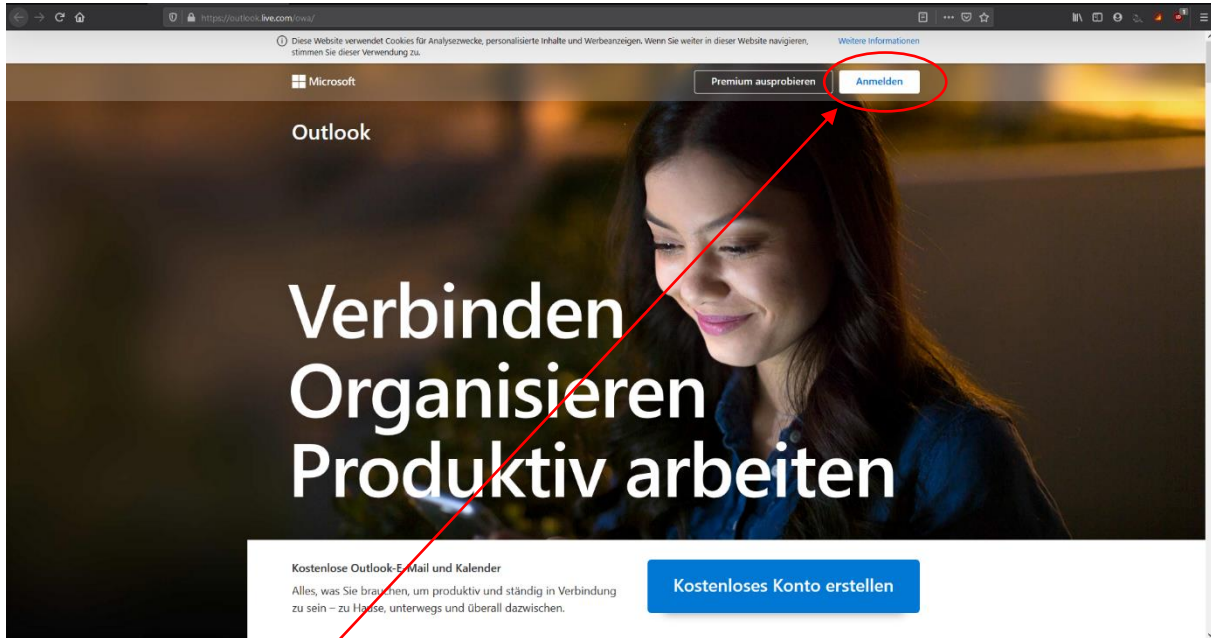 https://outlook.live.com/owa/
Diese Website verwendet Cookies für Analysezwecke, personalisierte Inhalte und Werbeanzeigen. Wenn Sie weiter in dieser Website navigieren,
stimmen Sie dieser Verwendung zu.
Weitere Informationen
Microsoft
Premium ausprobieren
Anmelden
Outlook
Verbinden
Organisieren
Produktiv arbeiten
Kostenlose Outlook-E-Mail und Kalender
Alles, was Sie brauchen, um produktiv und ständig in Verbindung
zu sein – zu Hause, unterwegs und überall dazwischen.
Kostenloses Konto erstellen